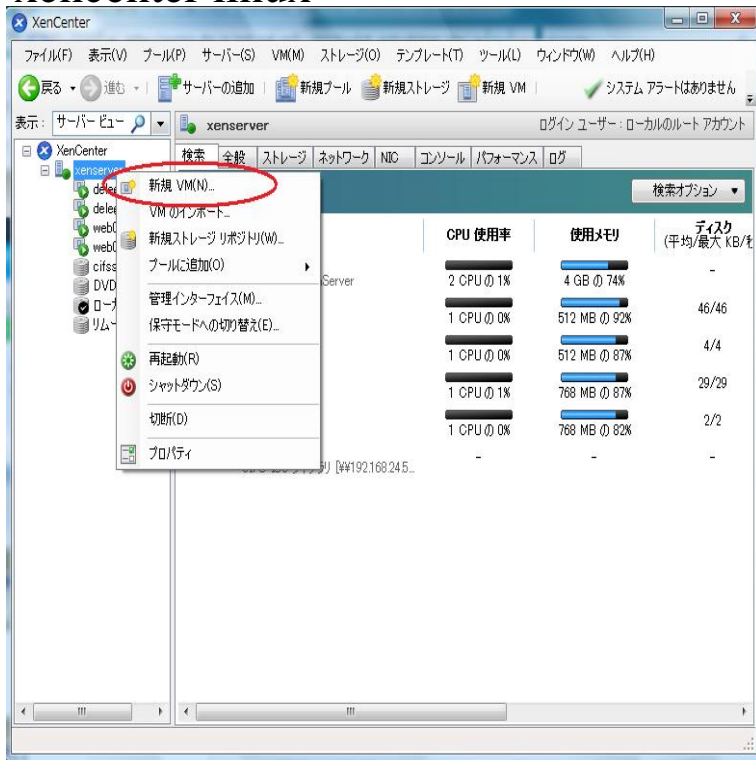 XenCenter
ファイル(F) 表示(V) プール(P) サーバー(S) VM(M) ストレージ(O) テンプレート(T) ツール(L) ウィンドウ(W) ヘルプ(H)
戻る 進む サーバーの追加 新規プール 新規ストレージ 新規 VM システム アラートはありません
表示: サーバー ビュー xenserver ログイン ユーザー : ローカルのルート アカウント
XenCenter
xenserver
検索 全般 ストレージ ネットワーク NIC コンソール パフォーマンス ログ
新規 VM(N)...
検索オプション
VM のインポート...
新規ストレージ リポジトリ(W)...
プールに追加(O)
管理インターフェイス(M)...
保守モードへの切り替え(E)...
再起動(R)
シャットダウン(S)
切断(D)
プロパティ
CPU 使用率 使用メモリ ディスク
(平均/最大 KB/秒
2 CPU の 1% 4 GB の 74% -
1 CPU の 0% 512 MB の 92% 46/46
1 CPU の 0% 512 MB の 87% 4/4
1 CPU の 1% 768 MB の 87% 29/29
1 CPU の 0% 768 MB の 82% 2/2
- - -
[¥¥192.168.24.5...